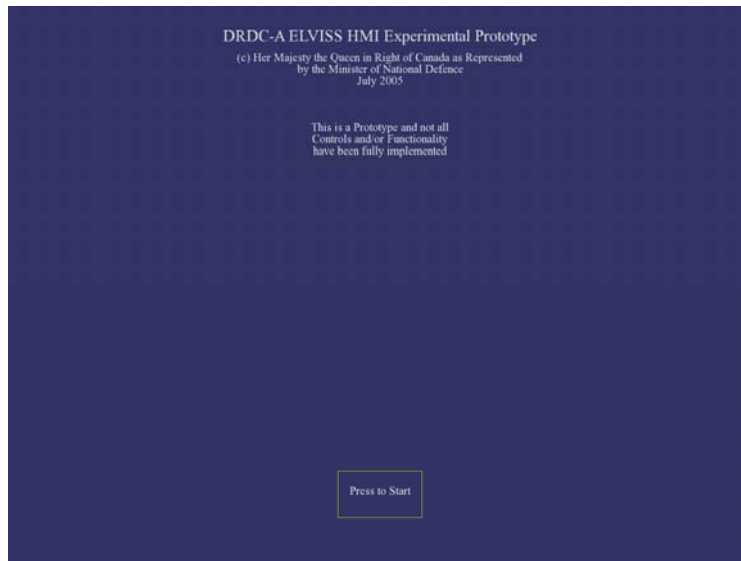 DRDC-A ELVISS HMI Experimental Prototype
(c) Her Majesty the Queen in Right of Canada as Represented
by the Minister of National Defence
July 2005
This is a Prototype and not all
Controls and/or Functionality
have been fully implemented
Press to Start